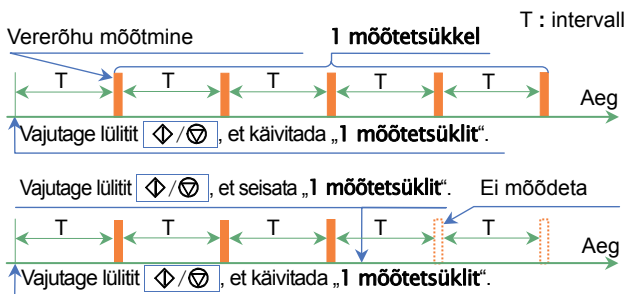 T : intervall
Vererõhu mõõtmine
1 mõõtetsükkel
T T T T T
Aeg
Vajutage lülitit /, et käivitada „1 mõõtetsüklit“.
Vajutage lülitit /, et seisata „1 mõõtetsüklit“.
Ei mõõdeta
T T T T T
Aeg
Vajutage lülitit /, et käivitada „1 mõõtetsüklit“.